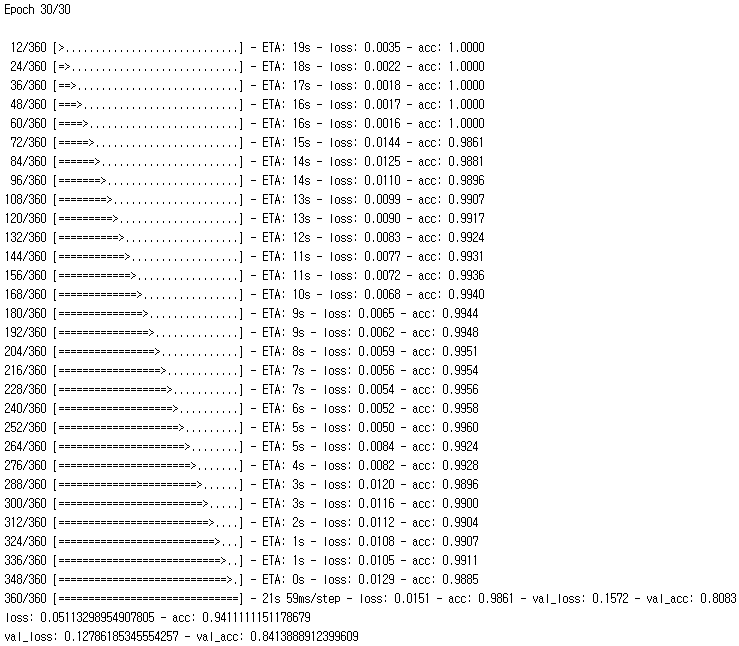 Epoch 30/30
12/360 [>.............................] - ETA: 19s - loss: 0.0035 - acc: 1.0000
24/360 [=>............................] - ETA: 18s - loss: 0.0022 - acc: 1.0000
36/360 [==>...........................] - ETA: 17s - loss: 0.0018 - acc: 1.0000
48/360 [===>..........................] - ETA: 16s - loss: 0.0017 - acc: 1.0000
60/360 [====>.........................] - ETA: 16s - loss: 0.0016 - acc: 1.0000
72/360 [=====>........................] - ETA: 15s - loss: 0.0144 - acc: 0.9861
84/360 [======>.......................] - ETA: 14s - loss: 0.0125 - acc: 0.9881
96/360 [=======>......................] - ETA: 14s - loss: 0.0110 - acc: 0.9896
108/360 [========>.....................] - ETA: 13s - loss: 0.0099 - acc: 0.9907
120/360 [=========>....................] - ETA: 13s - loss: 0.0090 - acc: 0.9917
132/360 [==========>...................] - ETA: 12s - loss: 0.0083 - acc: 0.9924
144/360 [===========>..................] - ETA: 11s - loss: 0.0077 - acc: 0.9931
156/360 [============>.................] - ETA: 11s - loss: 0.0072 - acc: 0.9936
168/360 [=============>................] - ETA: 10s - loss: 0.0068 - acc: 0.9940
180/360 [==============>...............] - ETA: 9s - loss: 0.0065 - acc: 0.9944
192/360 [===============>..............] - ETA: 9s - loss: 0.0062 - acc: 0.9948
204/360 [================>.............] - ETA: 8s - loss: 0.0059 - acc: 0.9951
216/360 [=================>............] - ETA: 7s - loss: 0.0056 - acc: 0.9954
228/360 [==================>...........] - ETA: 7s - loss: 0.0054 - acc: 0.9956
240/360 [===================>..........] - ETA: 6s - loss: 0.0052 - acc: 0.9958
252/360 [====================>.........] - ETA: 5s - loss: 0.0050 - acc: 0.9960
264/360 [=====================>........] - ETA: 5s - loss: 0.0084 - acc: 0.9924
276/360 [======================>.......] - ETA: 4s - loss: 0.0082 - acc: 0.9928
288/360 [=======================>......] - ETA: 3s - loss: 0.0120 - acc: 0.9896
300/360 [========================>.....] - ETA: 3s - loss: 0.0116 - acc: 0.9900
312/360 [=========================>....] - ETA: 2s - loss: 0.0112 - acc: 0.9904
324/360 [==========================>...] - ETA: 1s - loss: 0.0108 - acc: 0.9907
336/360 [===========================>..] - ETA: 1s - loss: 0.0105 - acc: 0.9911
348/360 [============================>.] - ETA: 0s - loss: 0.0129 - acc: 0.9885
360/360 [==============================] - 21s 59ms/step - loss: 0.0151 - acc: 0.9861 - val_loss: 0.1572 - val_acc: 0.8083
loss: 0.05113298954907805 - acc: 0.9411111151178679
val_loss: 0.12786185345554257 - val_acc: 0.8413888912399609